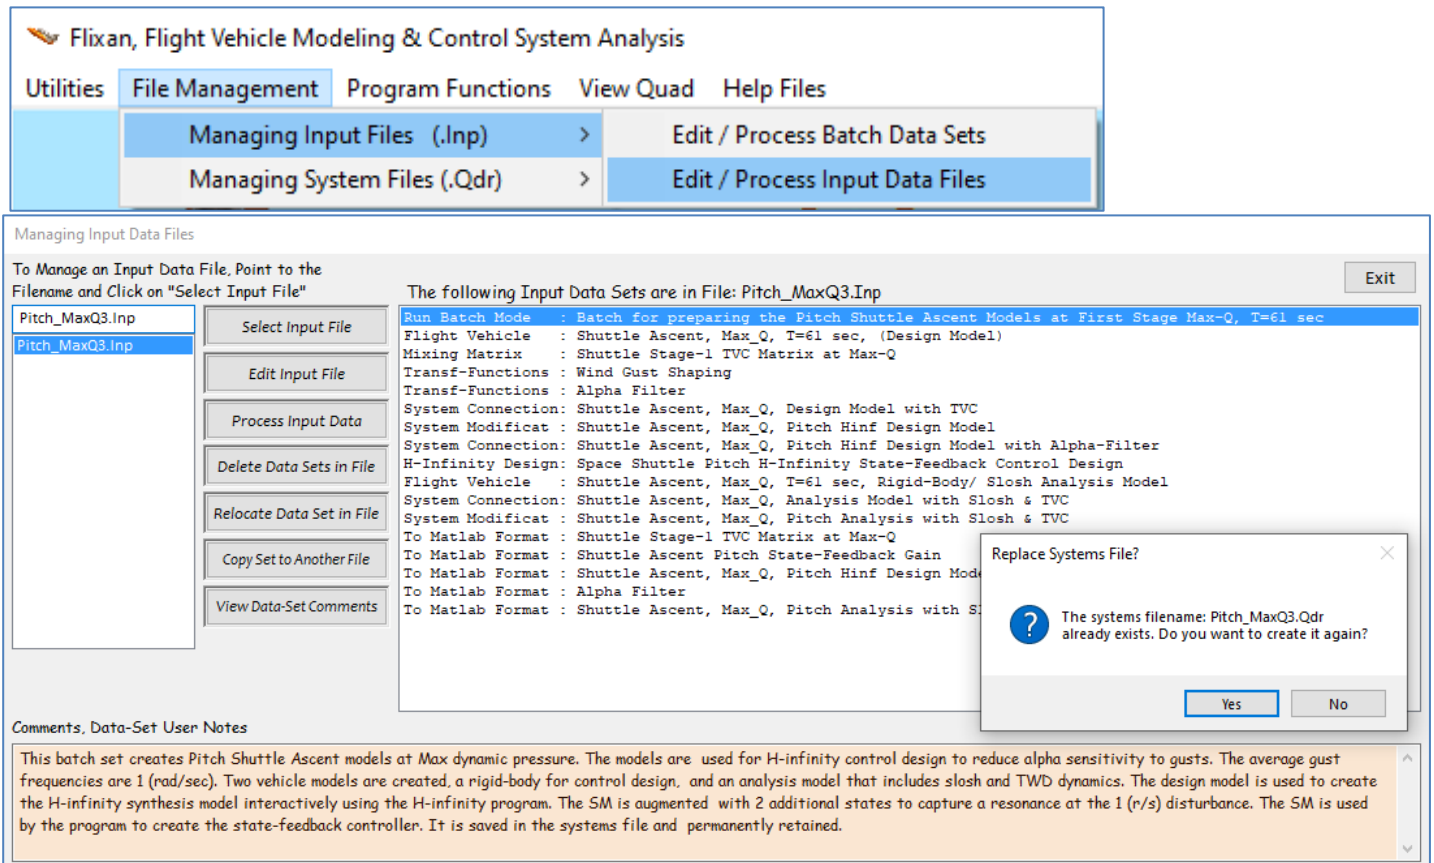 Flixan, Flight Vehicle Modeling & Control System Analysis
Utilities File Management Program Functions View Quad Help Files
Managing Input Files (.Inp) > Edit / Process Batch Data Sets
Managing System Files (.Qdr) > Edit / Process Input Data Files
Managing Input Data Files
To Manage an Input Data File, Point to the
Filename and Click on "Select Input File"
The following Input Data Sets are in File: Pitch_MaxQ3.Inp
Exit
Pitch_MaxQ3.Inp
Pitch_MaxQ3.Inp
Select Input File
Edit Input File
Process Input Data
Delete Data Sets in File
Relocate Data Set in File
Copy Set to Another File
View Data-Set Comments
Run Batch Mode : Batch for preparing the Pitch Shuttle Ascent Models at First Stage Max-Q, T=61 sec
Flight Vehicle : Shuttle Ascent, Max_Q, T=61 sec, (Design Model)
Mixing Matrix : Shuttle Stage-1 TVC Matrix at Max-Q
Transf-Functions : Wind Gust Shaping
Transf-Functions : Alpha Filter
System Connection: Shuttle Ascent, Max_Q, Design Model with TVC
System Modificat : Shuttle Ascent, Max_Q, Pitch Hinf Design Model
System Connection: Shuttle Ascent, Max_Q, Pitch Hinf Design Model with Alpha-Filter
H-Infinity Design: Space Shuttle Pitch H-Infinity State-Feedback Control Design
Flight Vehicle : Shuttle Ascent, Max_Q, T=61 sec, Rigid-Body/ Slosh Analysis Model
System Connection: Shuttle Ascent, Max_Q, Analysis Model with Slosh & TVC
System Modificat : Shuttle Ascent, Max_Q, Pitch Analysis with Slosh & TVC
To Matlab Format : Shuttle Stage-1 TVC Matrix at Max-Q
To Matlab Format : Shuttle Ascent Pitch State-Feedback Gain
To Matlab Format : Shuttle Ascent, Max_Q, Pitch Hinf Design Mod
To Matlab Format : Alpha Filter
To Matlab Format : Shuttle Ascent, Max_Q, Pitch Analysis with S
Replace Systems File?
The systems filename: Pitch_MaxQ3.Qdr
already exists. Do you want to create it again?
Yes No
Comments, Data-Set User Notes
This batch set creates Pitch Shuttle Ascent models at Max dynamic pressure. The models are used for H-infinity control design to reduce alpha sensitivity to gusts. The average gust
frequencies are 1 (rad/sec). Two vehicle models are created, a rigid-body for control design, and an analysis model that includes slosh and TWD dynamics. The design model is used to create
the H-infinity synthesis model interactively using the H-infinity program. The SM is augmented with 2 additional states to capture a resonance at the 1 (r/s) disturbance. The SM is used
by the program to create the state-feedback controller. It is saved in the systems file and permanently retained.